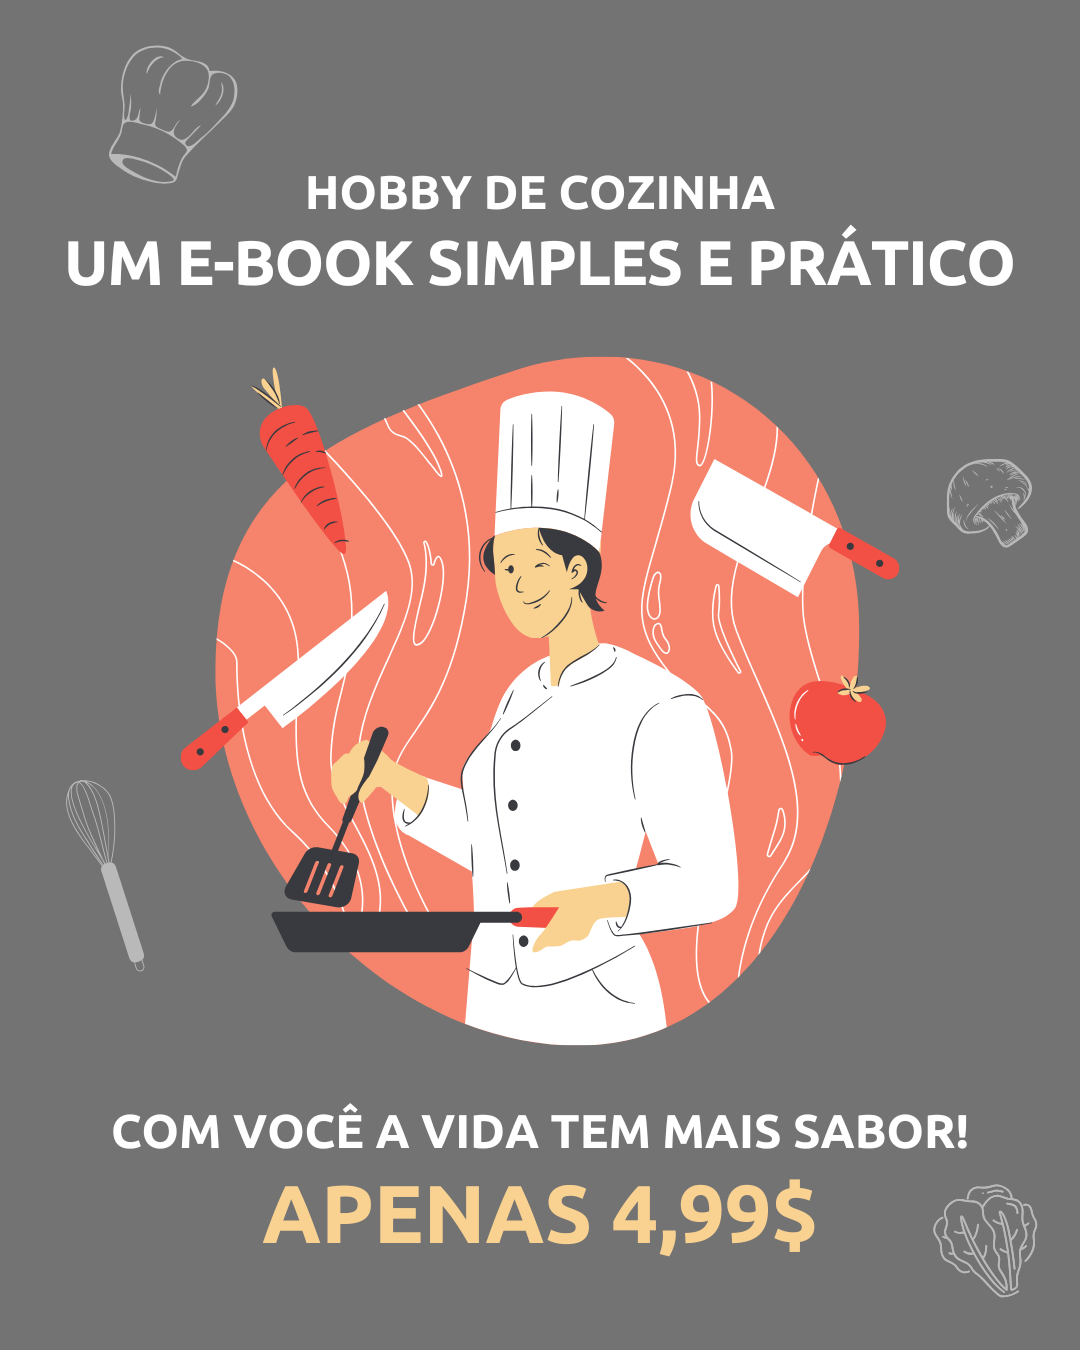 HOBBY DE COZINHA
UM E-BOOK SIMPLES E PRÁTICO
COM VOCÊ A VIDA TEM MAIS SABOR!
APENAS 4,99$